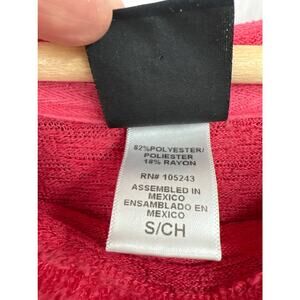 82%POLYESTER/
POLIESTER
18% RAYON
RN# 105243
ASSEMBLED IN
MEXICO
ENSAMBLADO EN
MEXICO
S/CH